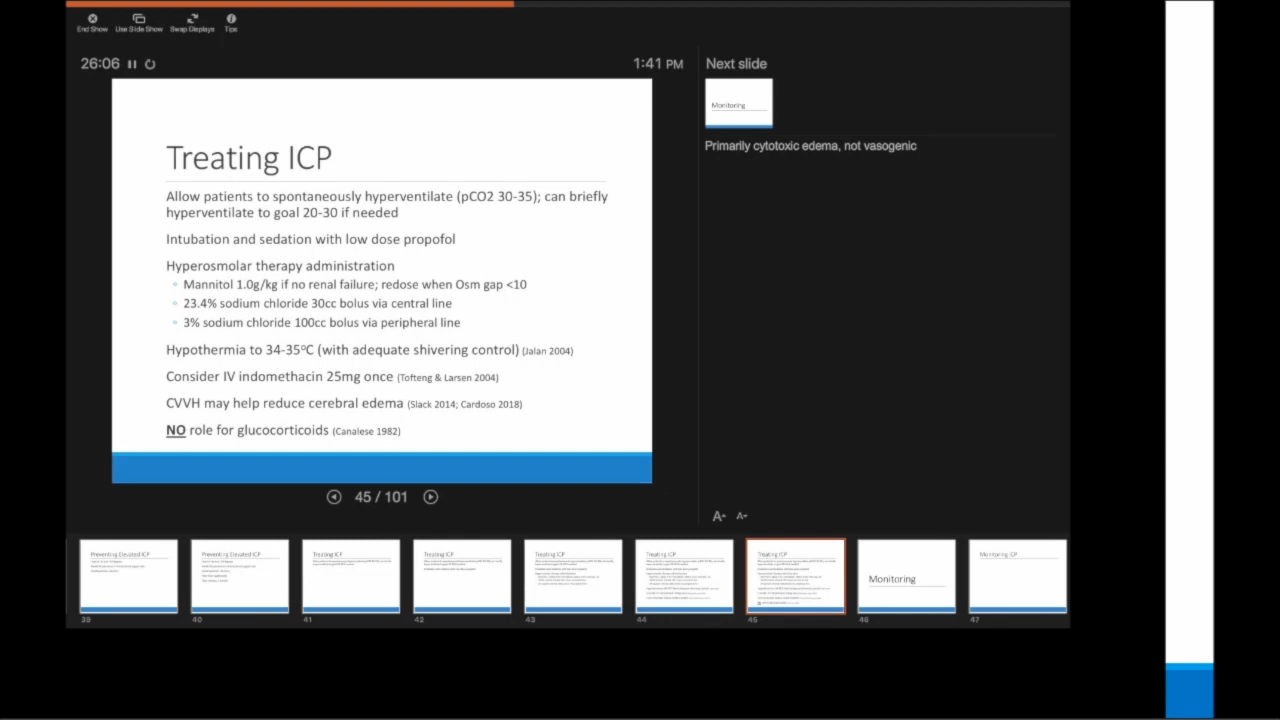 End Show Use Slide Show Swap Displays Tips
26:06 1:41 PM
Next slide
Monitoring
Primarily cytotoxic edema, not vasogenic
Treating ICP
Allow patients to spontaneously hyperventilate (pCO2 30-35); can briefly
hyperventilate to goal 20-30 if needed
Intubation and sedation with low dose propofol
Hyperosmolar therapy administration
Mannitol 1.0g/kg if no renal failure; redose when Osm gap <10
23.4% sodium chloride 30cc bolus via central line
3% sodium chloride 100cc bolus via peripheral line
Hypothermia to 34-35°C (with adequate shivering control) (Jalan 2004)
Consider IV indomethacin 25mg once (Tofteng & Larsen 2004)
CVVH may help reduce cerebral edema (Slack 2014; Cardoso 2018)
NO role for glucocorticoids (Canalese 1982)
45 / 101
A A
Preventing Elevated ICP
Preventing Elevated ICP
Treating ICP
Treating ICP
Treating ICP
Treating ICP
Treating ICP
Monitoring
Monitoring ICP
39 40 41 42 43 44 45 46 47